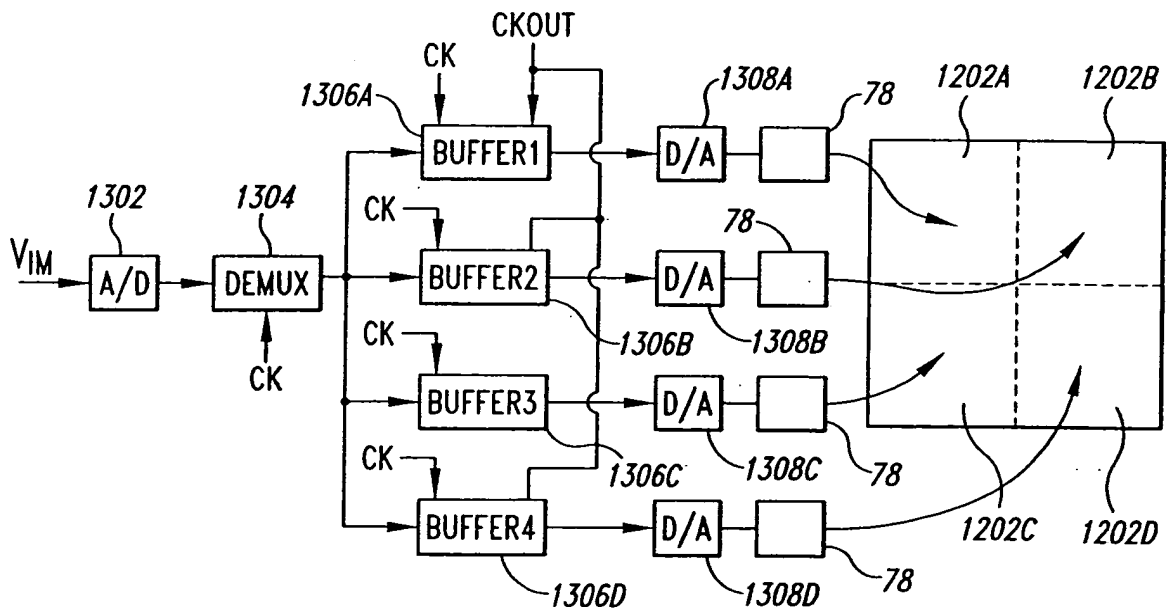 CKOUT
CK
1306A
BUFFER1
1308A
D/A
78
1202A
1202B
1302
1304
VIM
A/D
DEMUX
CK
CK
BUFFER2
1306B
D/A
1308B
78
CK
BUFFER3
1306C
D/A
1308C
78
1202C
1202D
CK
BUFFER4
1306D
D/A
1308D
78